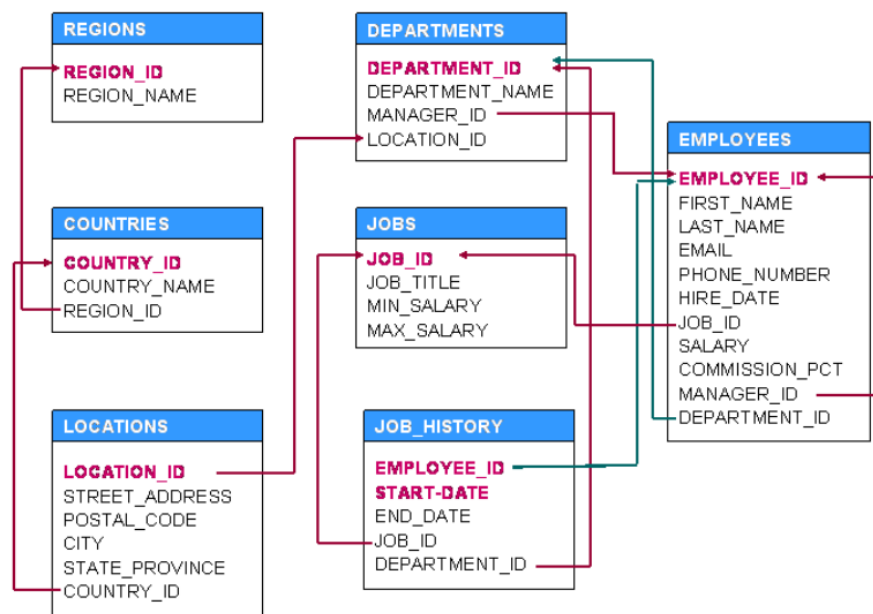 REGIONS
REGION_ID
REGION_NAME
DEPARTMENTS
DEPARTMENT_ID
DEPARTMENT_NAME
MANAGER_ID
LOCATION_ID
EMPLOYEES
EMPLOYEE_ID
FIRST_NAME
LAST_NAME
EMAIL
PHONE_NUMBER
HIRE_DATE
JOB_ID
SALARY
COMMISSION_PCT
MANAGER_ID
DEPARTMENT_ID
COUNTRIES
COUNTRY_ID
COUNTRY_NAME
REGION_ID
JOBS
JOB_ID
JOB_TITLE
MIN_SALARY
MAX_SALARY
LOCATIONS
LOCATION_ID
STREET_ADDRESS
POSTAL_CODE
CITY
STATE_PROVINCE
COUNTRY_ID
JOB_HISTORY
EMPLOYEE_ID
START-DATE
END_DATE
JOB_ID
DEPARTMENT_ID